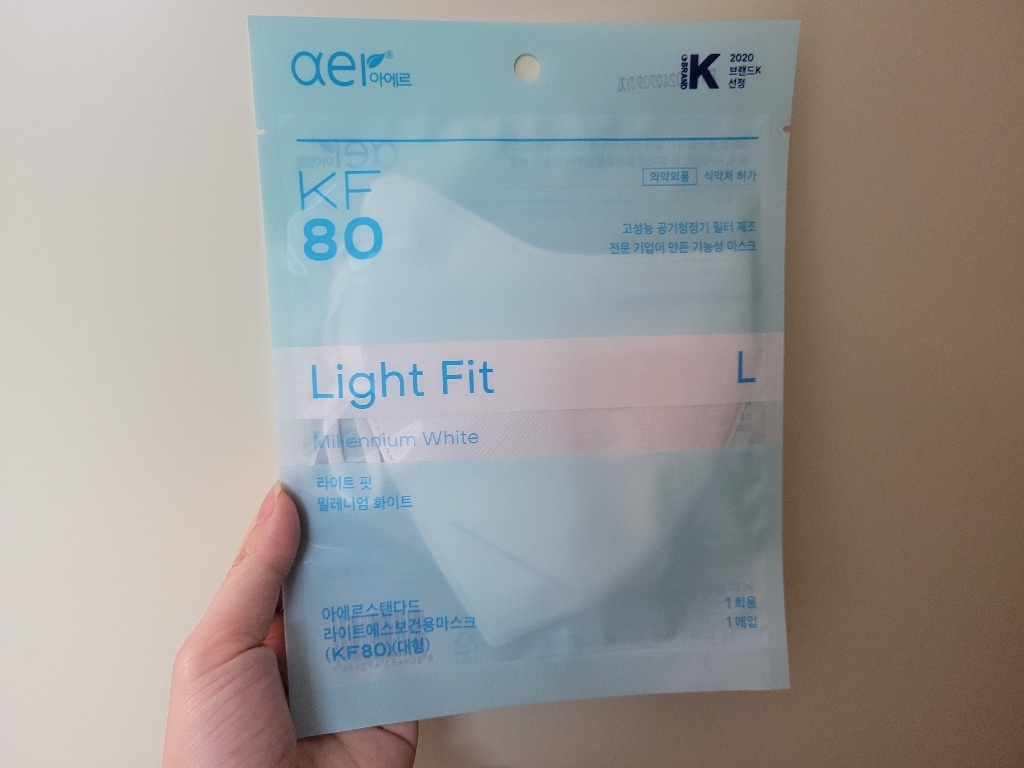 aer®
아에르
BRAND K
2020
브랜드K
선정
KF
80
의약외품 식약처 허가
고성능 공기청정기 필터 제조
전문 기업이 만든 기능성 마스크
Light Fit L
Millennium White
라이트 핏
밀레니엄 화이트
아에르스탠다드
라이트에스보건용마스크
(KF80)(대형)
1회용
1매입